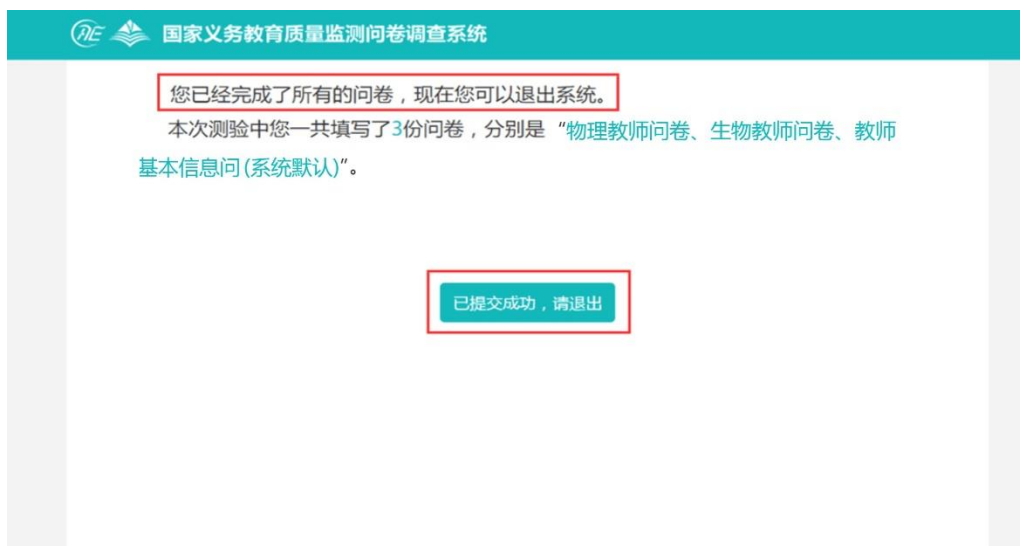 国家义务教育质量监测问卷调查系统
您已经完成了所有的问卷，现在您可以退出系统。
本次测验中您一共填写了3份问卷，分别是“物理教师问卷、生物教师问卷、教师
基本信息问(系统默认)”。
已提交成功，请退出